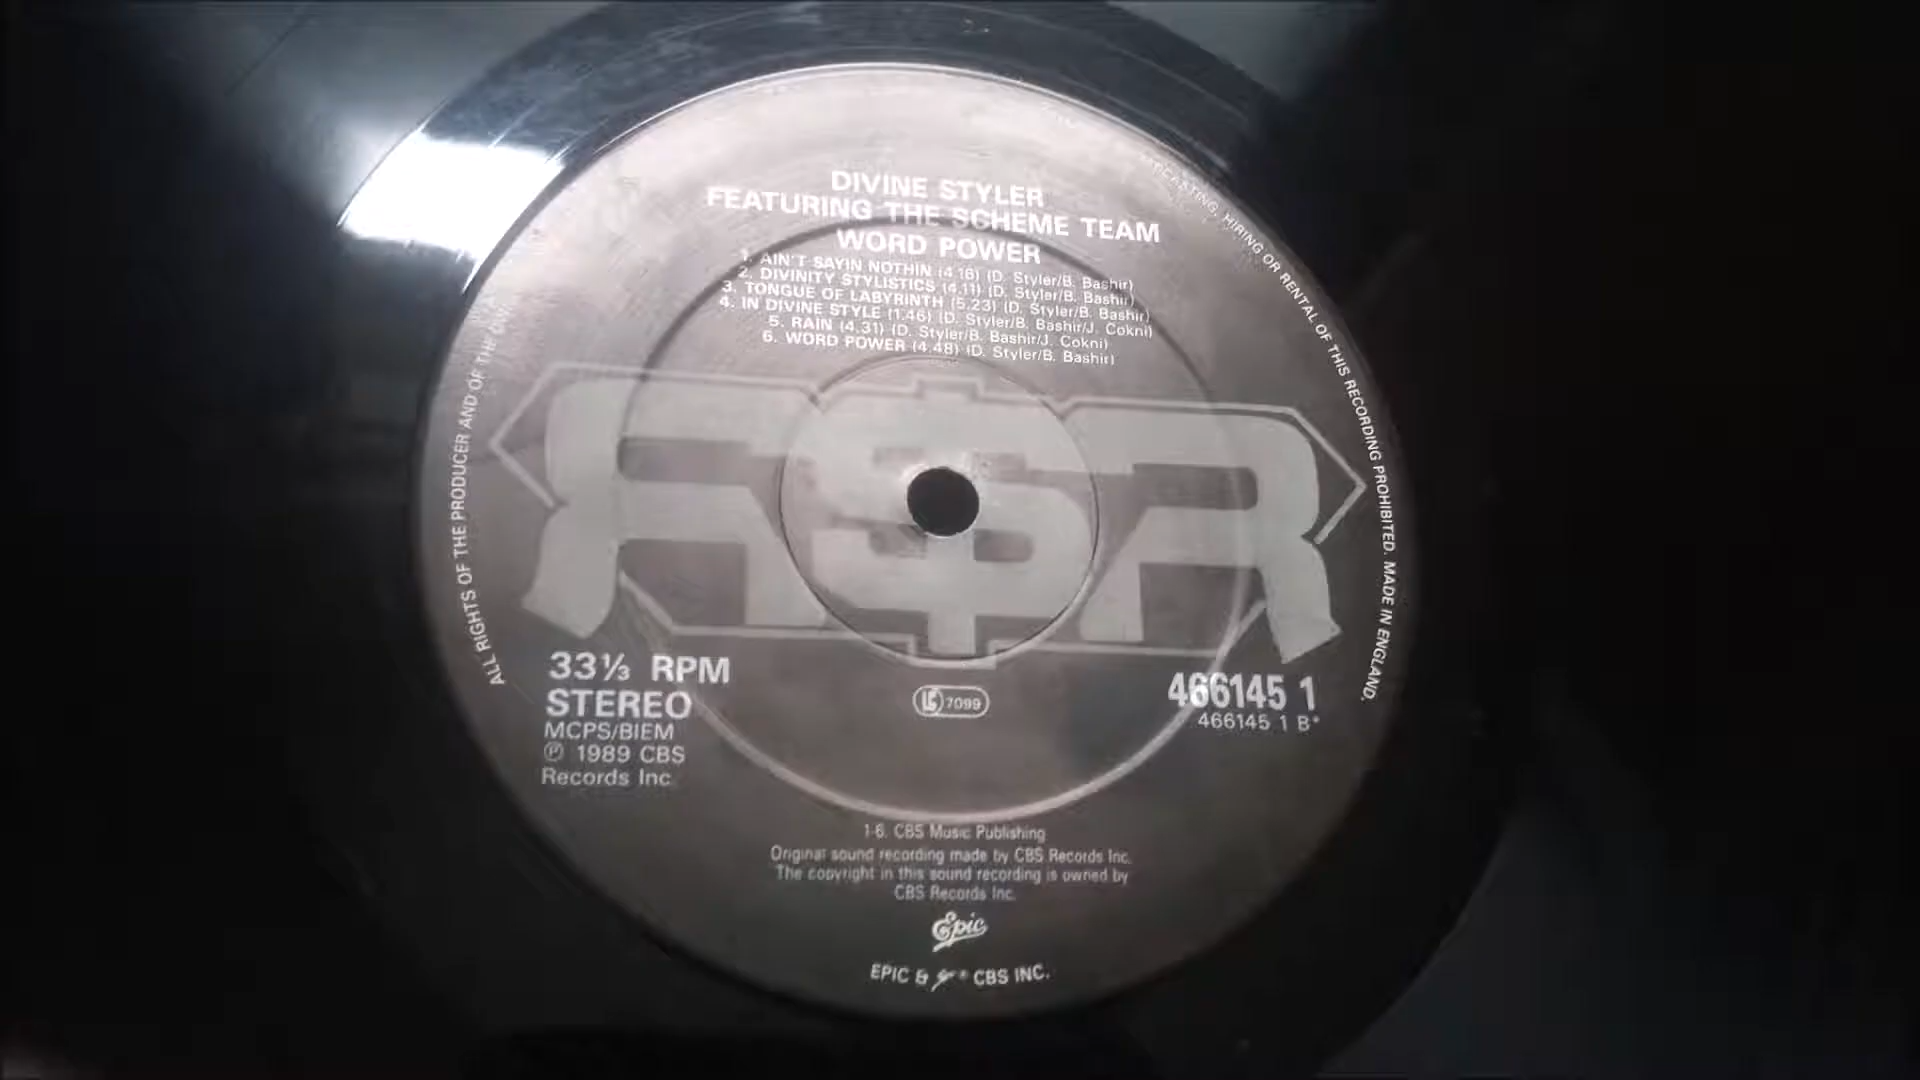 DIVINE STYLER
FEATURING THE SCHEME TEAM
WORD POWER
1. AIN'T SAYIN NOTHIN (4.16) (D. Styler/B. Bashir)
2. DIVINITY STYLISTICS (4.11) (D. Styler/B. Bashir)
3. TONGUE OF LABYRINTH (5.23) (D. Styler/B. Bashir)
4. IN DIVINE STYLE (1.46) (D. Styler/B. Bashir/J. Cokni)
5. RAIN (4.31) (D. Styler/B. Bashir/J. Cokni)
6. WORD POWER (4.48) (D. Styler/B. Bashir)
R$R
33⅓ RPM
STEREO
MCPS/BIEM
℗ 1989 CBS
Records Inc.
LC 7099
466145 1
466145 1 B*
1-6. CBS Music Publishing
Original sound recording made by CBS Records Inc.
The copyright in this sound recording is owned by
CBS Records Inc.
Epic
EPIC & ® CBS INC.
ALL RIGHTS OF THE PRODUCER AND OF THE
HIRING OR RENTAL OF THIS RECORDING PROHIBITED. MADE IN ENGLAND.